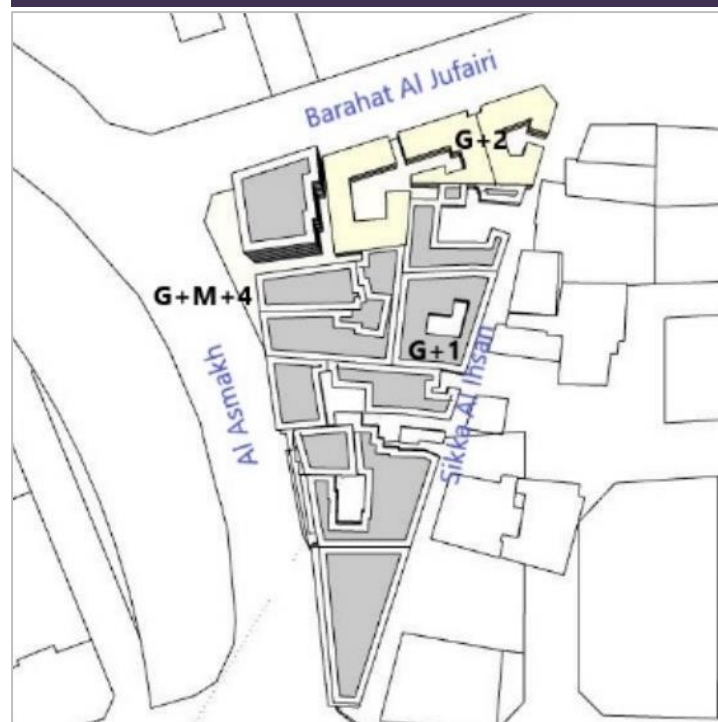 Barahat Al Jufairi
G+2
G+M+4
G+1
Al Asmakh
Sikka Al Ihsan